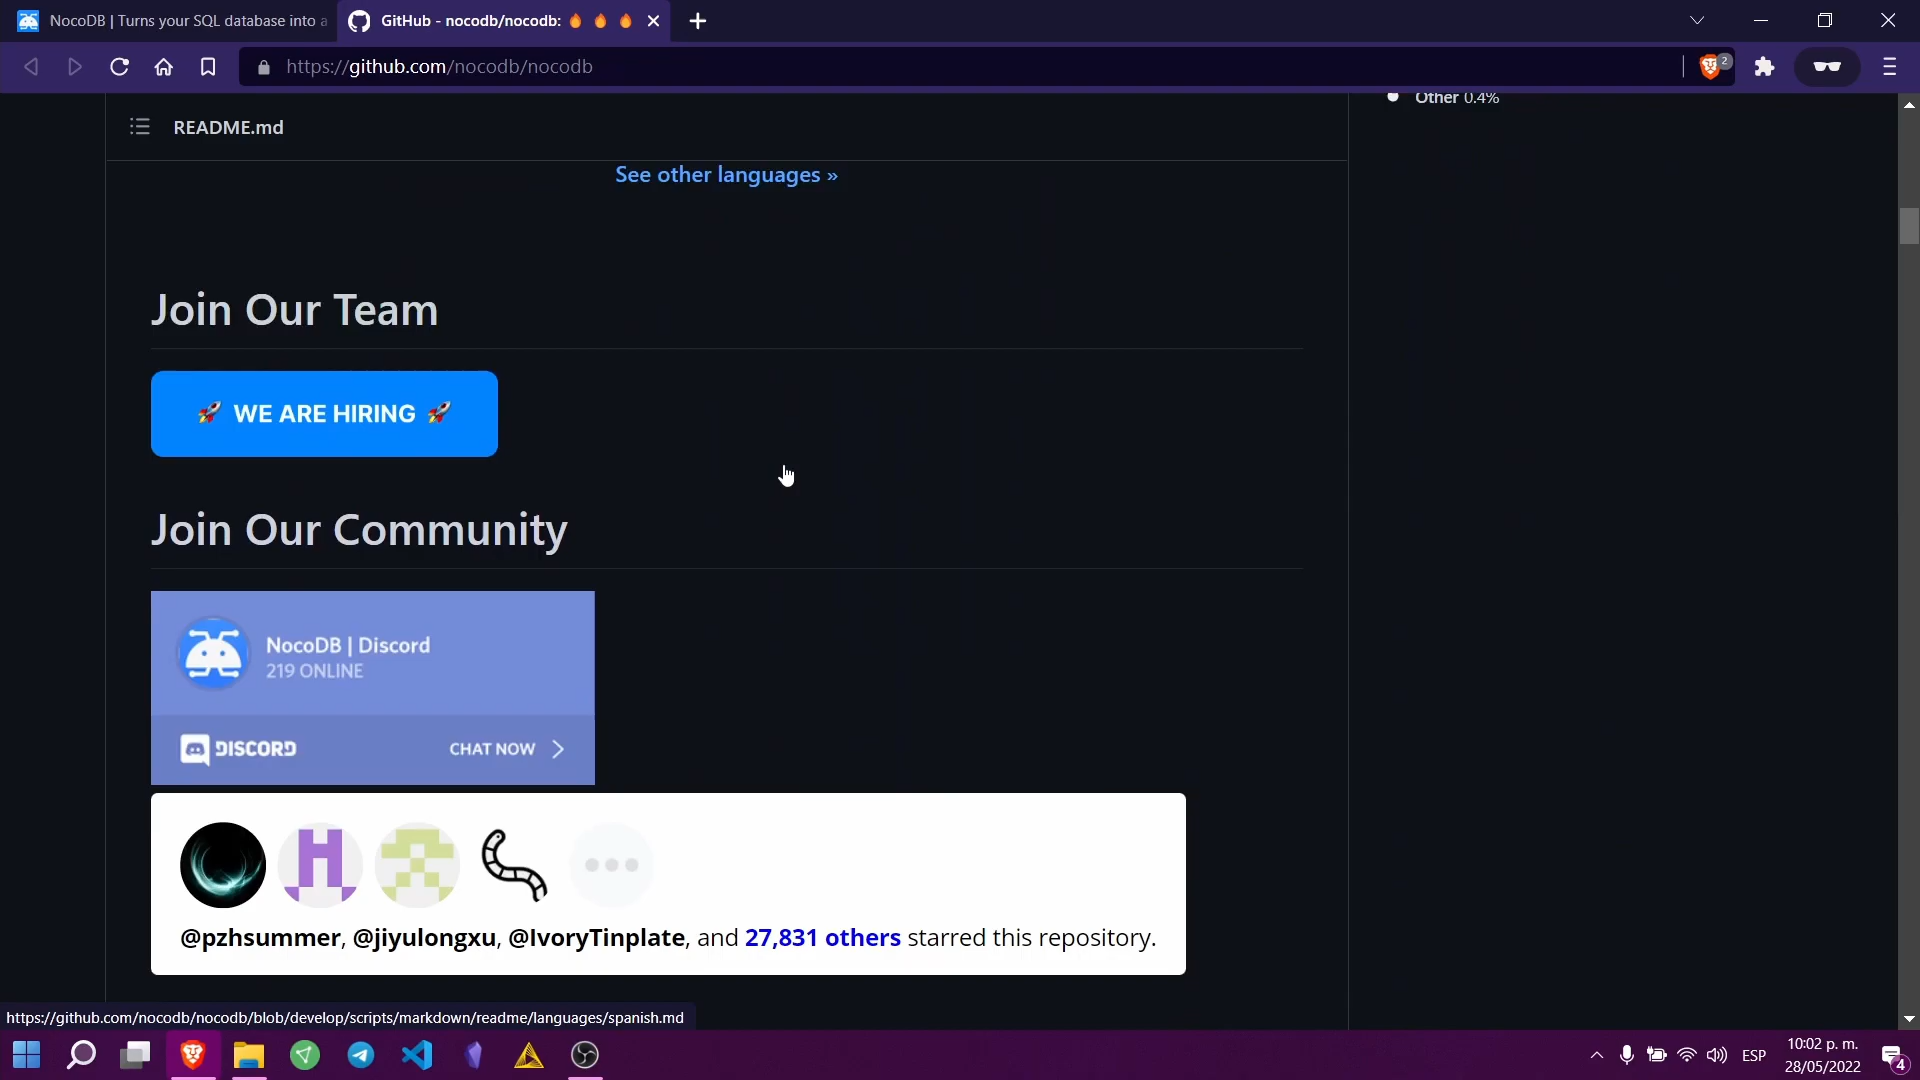 NocoDB | Turns your SQL database into a
GitHub - nocodb/nocodb: 🔥 🔥 🔥
https://github.com/nocodb/nocodb
2
Other 0.4%
README.md
See other languages »
Join Our Team
🚀 WE ARE HIRING 🚀
Join Our Community
NocoDB | Discord
219 ONLINE
DISCORD
CHAT NOW
@pzhsummer, @jiyulongxu, @IvoryTinplate, and 27,831 others starred this repository.
https://github.com/nocodb/nocodb/blob/develop/scripts/markdown/readme/languages/spanish.md
ESP
10:02 p. m.
28/05/2022
4